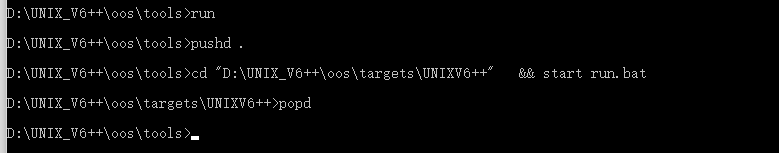 D:\UNIX_V6++\oos\tools>run
D:\UNIX_V6++\oos\tools>pushd .
D:\UNIX_V6++\oos\tools>cd "D:\UNIX_V6++\oos\targets\UNIXV6++"   && start run.bat
D:\UNIX_V6++\oos\targets\UNIXV6++>popd
D:\UNIX_V6++\oos\tools>